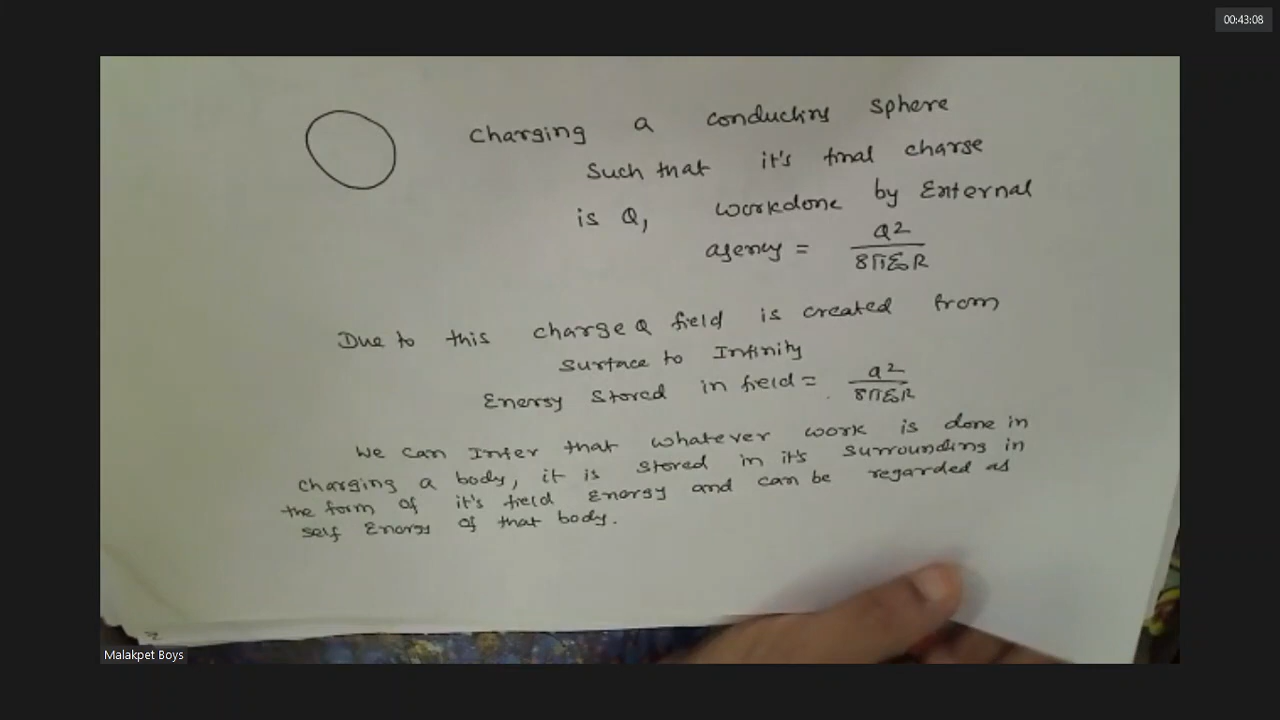 00:43:08
Charging a conducting sphere
such that it's final charge
is Q, workdone by External
agency = Q2/8πε0R
Due to this charge Q field is created from
surface to Infinity
Energy stored in field = Q2/8πε0R
We can Infer that whatever work is done in
charging a body, it is stored in it's surrounding in
the form of it's field Energy and can be regarded as
self Energy of that body.
Malakpet Boys